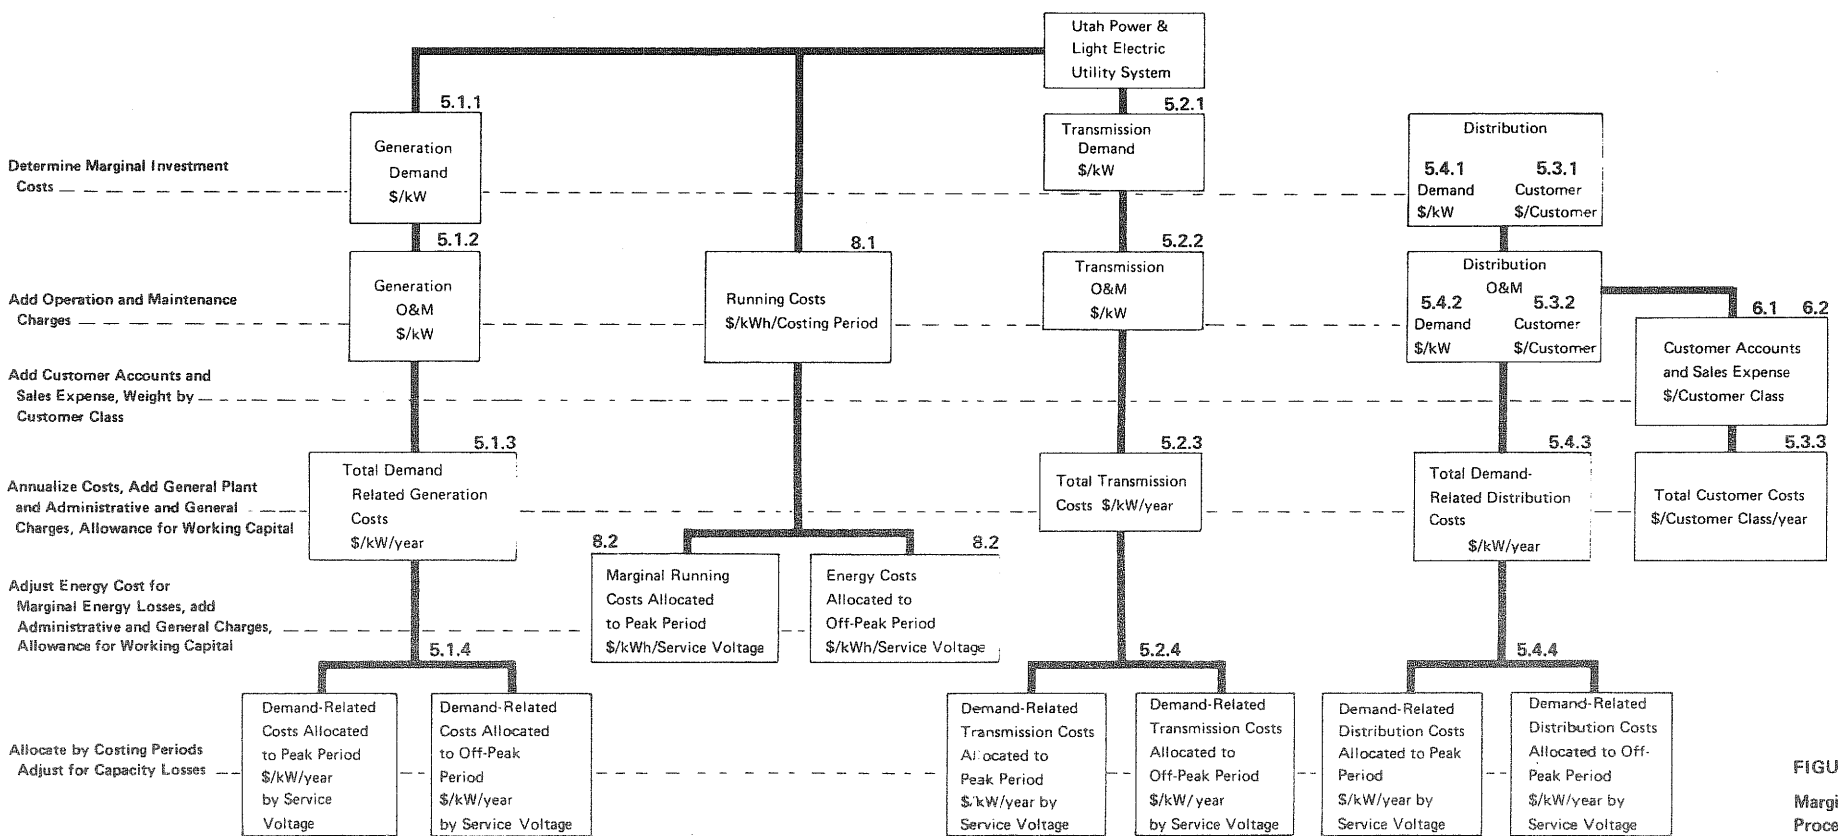 Utah Power &
Light Electric
Utility System
5.1.1
5.2.1
Generation
Demand
$/kW
Transmission
Demand
$/kW
Distribution
5.4.1
5.3.1
Demand
Customer
$/kW
$/Customer
Determine Marginal Investment
Costs
5.1.2
8.1
5.2.2
Generation
O&M
$/kW
Running Costs
$/kWh/Costing Period
Transmission
O&M
$/kW
Distribution
O&M
5.4.2
5.3.2
Demand
Customer
$/kW
$/Customer
Add Operation and Maintenance
Charges
6.1
6.2
Customer Accounts
and Sales Expense
$/Customer Class
Add Customer Accounts and
Sales Expense, Weight by
Customer Class
5.1.3
5.2.3
5.4.3
5.3.3
Total Demand
Related Generation
Costs
$/kW/year
Total Transmission
Costs $/kW/year
Total Demand-
Related Distribution
Costs
$/kW/year
Total Customer Costs
$/Customer Class/year
Annualize Costs, Add General Plant
and Administrative and General
Charges, Allowance for Working Capital
8.2
8.2
Marginal Running
Costs Allocated
to Peak Period
$/kWh/Service Voltage
Energy Costs
Allocated to
Off-Peak Period
$/kWh/Service Voltage
Adjust Energy Cost for
Marginal Energy Losses, add
Administrative and General Charges,
Allowance for Working Capital
5.1.4
5.2.4
5.4.4
Demand-Related
Costs Allocated
to Peak Period
$/kW/year
by Service
Voltage
Demand-Related
Costs Allocated
to Off-Peak
Period
$/kW/year
by Service Voltage
Demand-Related
Transmission Costs
Allocated to
Peak Period
$/kW/year by
Service Voltage
Demand-Related
Transmission Costs
Allocated to
Off-Peak Period
$/kW/year
by Service Voltage
Demand-Related
Distribution Costs
Allocated to Peak
Period
$/kW/year by
Service Voltage
Demand-Related
Distribution Costs
Allocated to Off-
Peak Period
$/kW/year by
Service Voltage
Allocate by Costing Periods
Adjust for Capacity Losses
FIGU
Margi
Proce